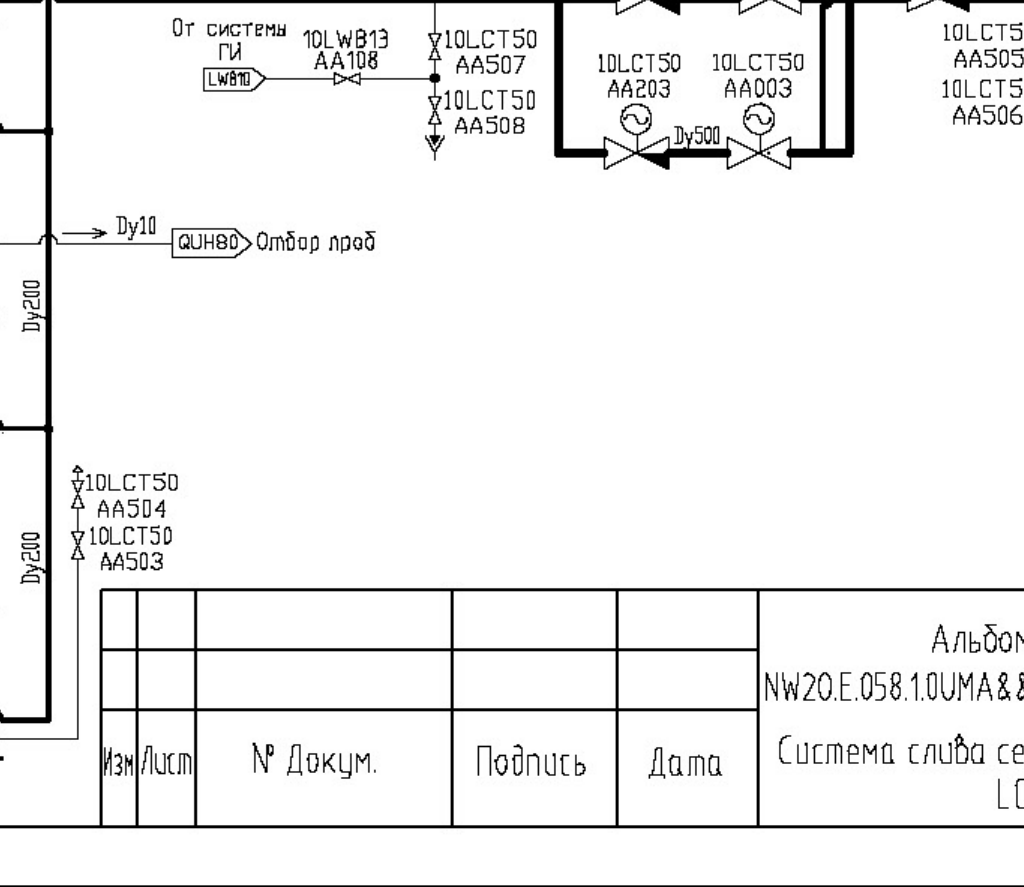 От системы
ГИ
LWB10
10LWB13
AA108
10LCT50
AA507
10LCT50
AA508
10LCT50
AA203
10LCT50
AA003
Dy500
10LCT5
AA505
10LCT5
AA506
Dy10
QUH80
Отбор проб
Dy200
10LCT50
AA504
10LCT50
AA503
Dy200
Альбом
NW2O.E.058.1.0UMA&&
Система слива се
LC
Изм Лист № Докум. Подпись Дата